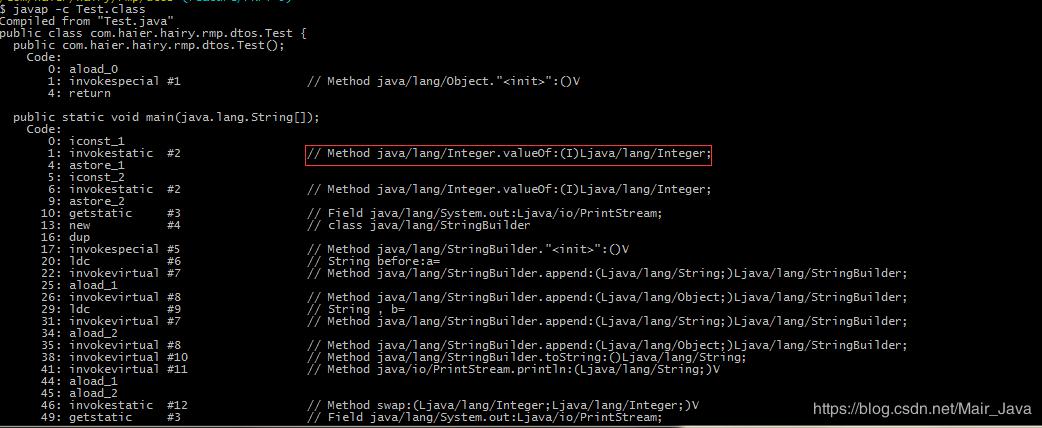 $ javap -c Test.class
Compiled from "Test.java"
public class com.haier.hairy.rmp.dtos.Test {
  public com.haier.hairy.rmp.dtos.Test();
    Code:
       0: aload_0
       1: invokespecial #1                  // Method java/lang/Object."<init>":()V
       4: return

  public static void main(java.lang.String[]);
    Code:
       0: iconst_1
       1: invokestatic  #2                  // Method java/lang/Integer.valueOf:(I)Ljava/lang/Integer;
       4: astore_1
       5: iconst_2
       6: invokestatic  #2                  // Method java/lang/Integer.valueOf:(I)Ljava/lang/Integer;
       9: astore_2
      10: getstatic     #3                  // Field java/lang/System.out:Ljava/io/PrintStream;
      13: new           #4                  // class java/lang/StringBuilder
      16: dup
      17: invokespecial #5                  // Method java/lang/StringBuilder."<init>":()V
      20: ldc           #6                  // String before:a=
      22: invokevirtual #7                  // Method java/lang/StringBuilder.append:(Ljava/lang/String;)Ljava/lang/StringBuilder;
      25: aload_1
      26: invokevirtual #8                  // Method java/lang/StringBuilder.append:(Ljava/lang/Object;)Ljava/lang/StringBuilder;
      29: ldc           #9                  // String , b=
      31: invokevirtual #7                  // Method java/lang/StringBuilder.append:(Ljava/lang/String;)Ljava/lang/StringBuilder;
      34: aload_2
      35: invokevirtual #8                  // Method java/lang/StringBuilder.append:(Ljava/lang/Object;)Ljava/lang/StringBuilder;
      38: invokevirtual #10                 // Method java/lang/StringBuilder.toString:()Ljava/lang/String;
      41: invokevirtual #11                 // Method java/io/PrintStream.println:(Ljava/lang/String;)V
      44: aload_1
      45: aload_2
      46: invokestatic  #12                 // Method swap:(Ljava/lang/Integer;Ljava/lang/Integer;)V
      49: getstatic     #3                  // Field java/lang/System.out:Ljava/io/PrintStream;
https://blog.csdn.net/Mair_Java